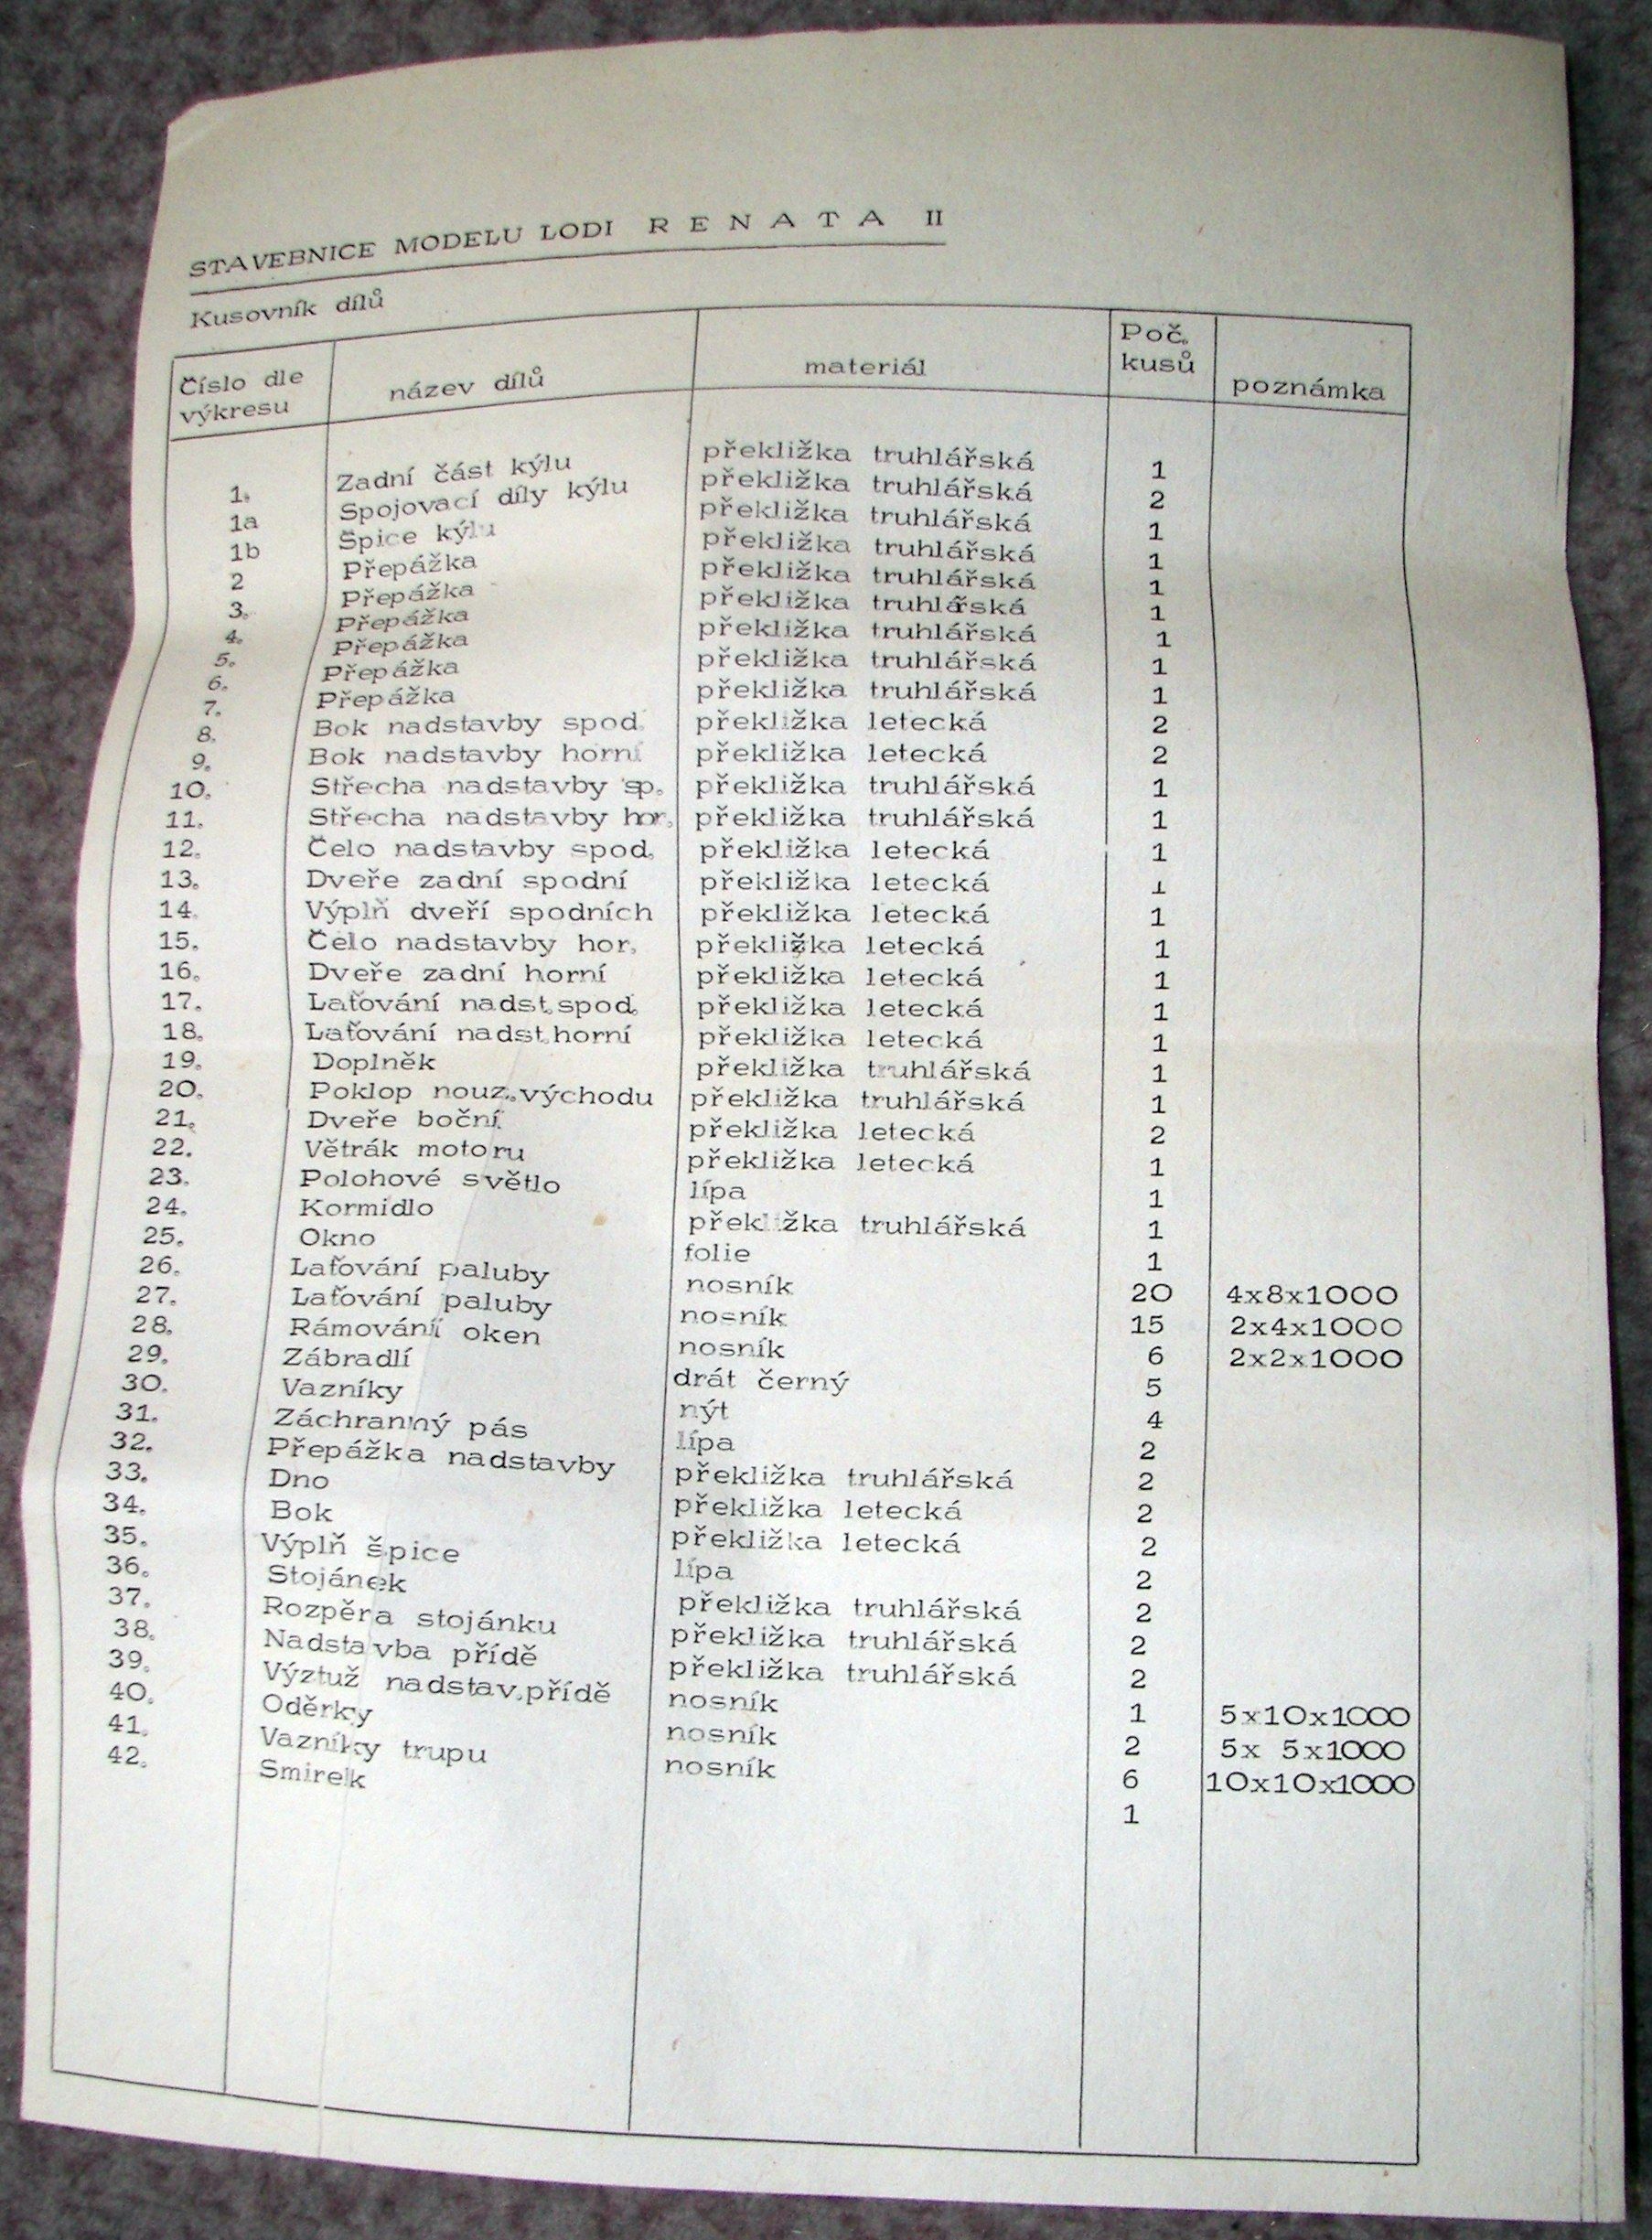 STAVEBNICE MODELU LODI R E N A T A II
Kusovník dílů
Číslo dle výkresu název dílů materiál Poč. kusů poznámka
1. Zadní část kýlu překližka truhlářská 1
1a Spojovací díly kýlu překližka truhlářská 2
1b Špice kýlu překližka truhlářská 1
2 Přepážka překližka truhlářská 1
3. Přepážka překližka truhlářská 1
4. Přepážka překližka truhlářská 1
5. Přepážka překližka truhlářská 1
6. Přepážka překližka truhlářská 1
7. Přepážka překližka truhlářská 1
8. Bok nadstavby spod. překližka letecká 2
9. Bok nadstavby horní překližka letecká 2
10. Střecha nadstavby sp. překližka truhlářská 1
11. Střecha nadstavby hor. překližka truhlářská 1
12. Čelo nadstavby spod. překližka letecká 1
13. Dveře zadní spodní překližka letecká 1
14. Výplň dveří spodních překližka letecká 1
15. Čelo nadstavby hor. překližka letecká 1
16. Dveře zadní horní překližka letecká 1
17. Laťování nadst.spod. překližka letecká 1
18. Laťování nadst.horní překližka letecká 1
19. Doplněk překližka truhlářská 1
20. Poklop nouz.východu překližka truhlářská 1
21. Dveře boční překližka letecká 2
22. Větrák motoru překližka letecká 1
23. Polohové světlo lípa 1
24. Kormidlo překližka truhlářská 1
25. Okno folie 1
26. Laťování paluby nosník 20 4x8x1000
27. Laťování paluby nosník 15 2x4x1000
28. Rámování oken nosník 6 2x2x1000
29. Zábradlí drát černý 5
30. Vazníky nýt 4
31. Záchranný pás lípa 2
32. Přepážka nadstavby překližka truhlářská 2
33. Dno překližka letecká 2
34. Bok překližka letecká 2
35. Výplň špice lípa 2
36. Stojánek překližka truhlářská 2
37. Rozpěra stojánku překližka truhlářská 2
38. Nadstavba přídě překližka truhlářská 2
39. Výztuž nadstav.přídě nosník 1 5x10x1000
40. Oděrky nosník 2 5x 5x1000
41. Vazníky trupu nosník 6 10x10x1000
42. Smirek 1